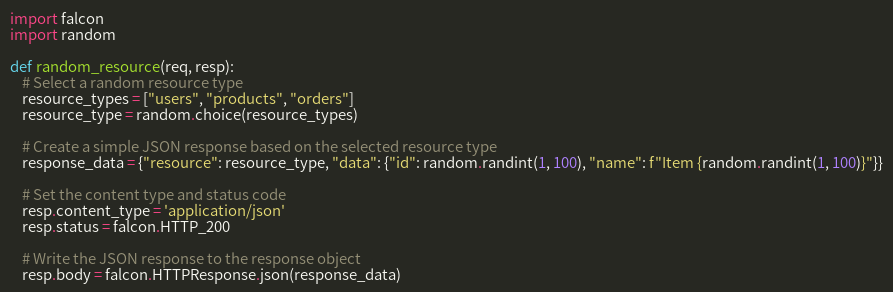 import falcon
import random
def random_resource(req, resp):
# Select a random resource type
resource_types = ["users", "products", "orders"]
resource_type = random.choice(resource_types)
# Create a simple JSON response based on the selected resource type
response_data = {"resource": resource_type, "data": {"id": random.randint(1, 100), "name": f"Item {random.randint(1, 100)}"}}
# Set the content type and status code
resp.content_type = 'application/json'
resp.status = falcon.HTTP_200
# Write the JSON response to the response object
resp.body = falcon.HTTPResponse.json(response_data)